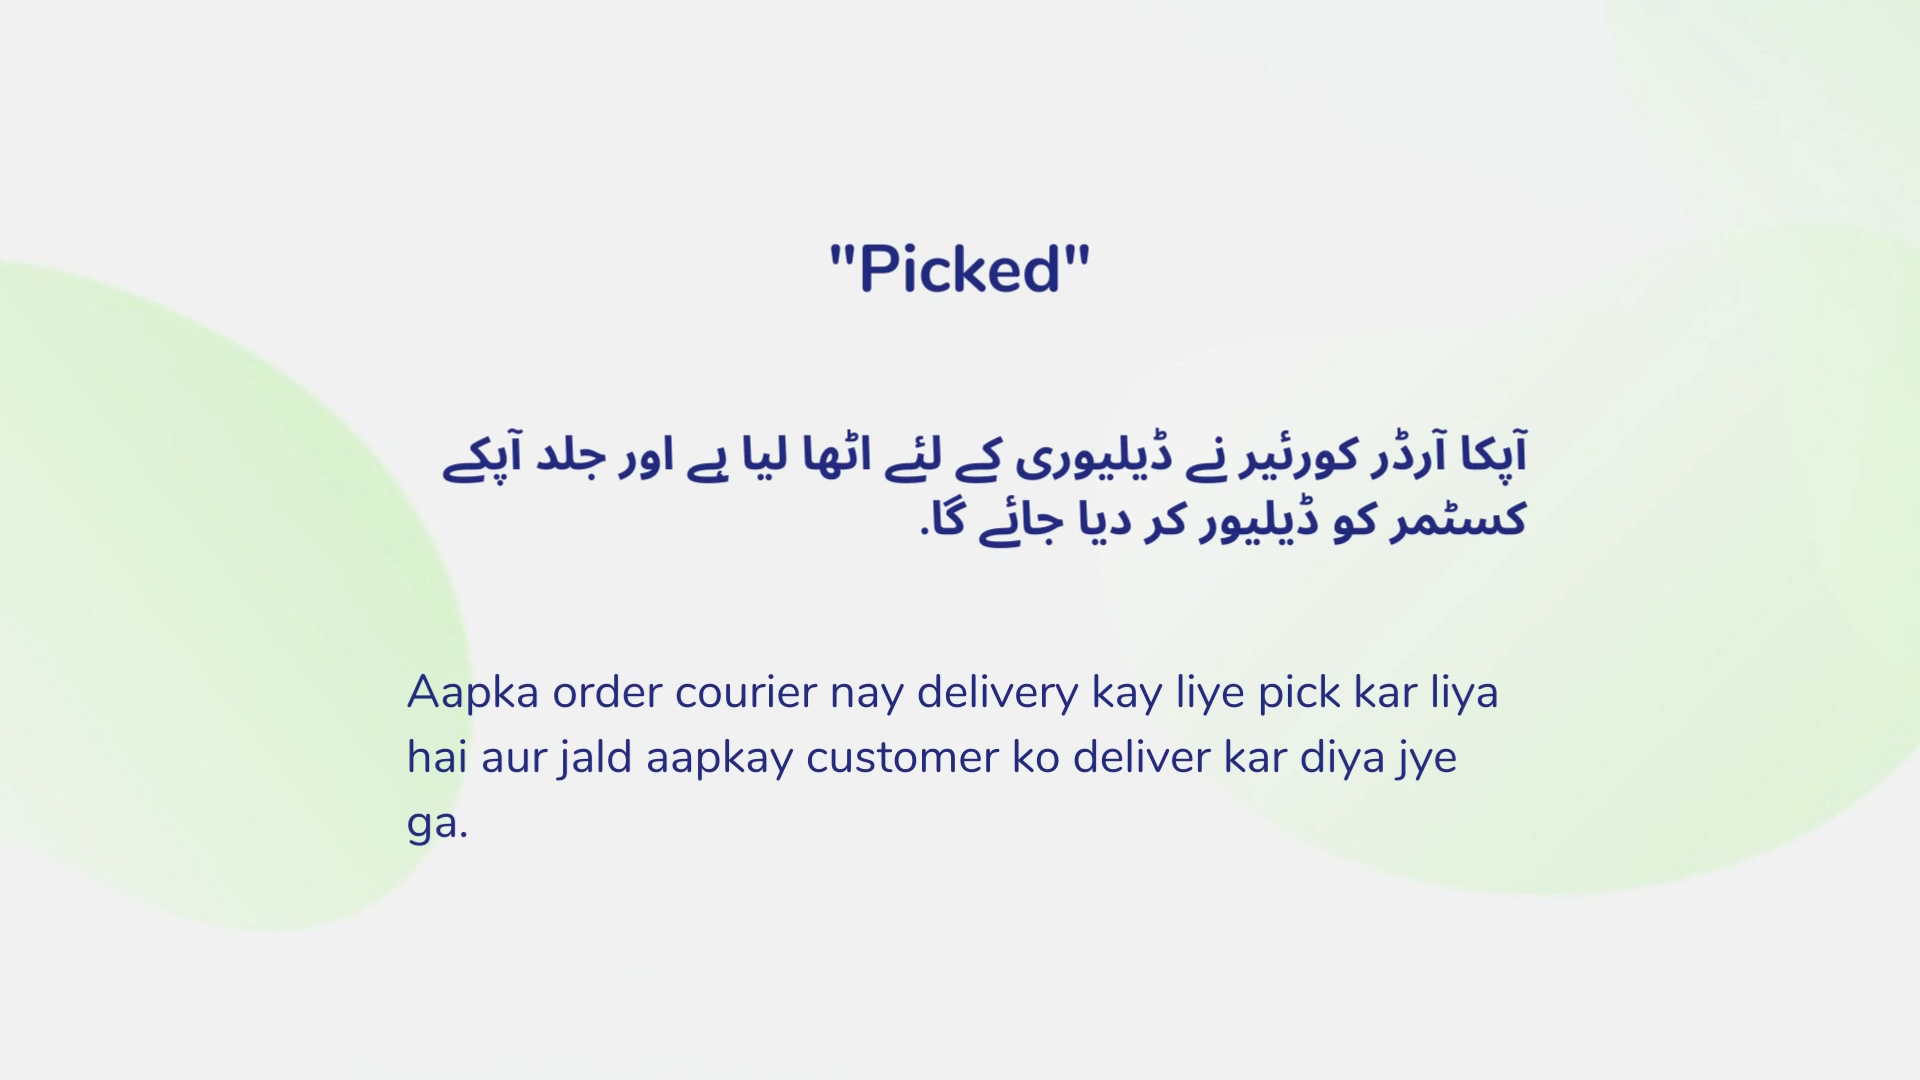 "Picked"
آپکا آرڈر کورئیر نے ڈیلیوری کے لئے اٹھا لیا ہے اور جلد آپکے
کسٹمر کو ڈیلیور کر دیا جائے گا.
Aapka order courier nay delivery kay liye pick kar liya
hai aur jald aapkay customer ko deliver kar diya jye
ga.